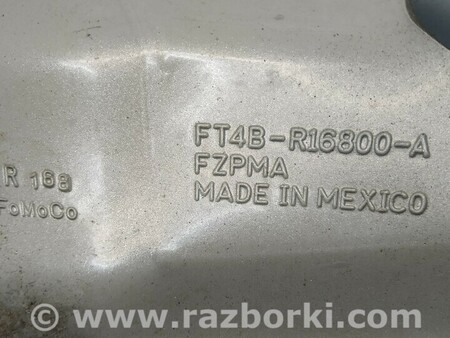 FT4B-R16800-A
FZPMA
MADE IN MEXICO
R 168
FoMoCo
www.razborki.com